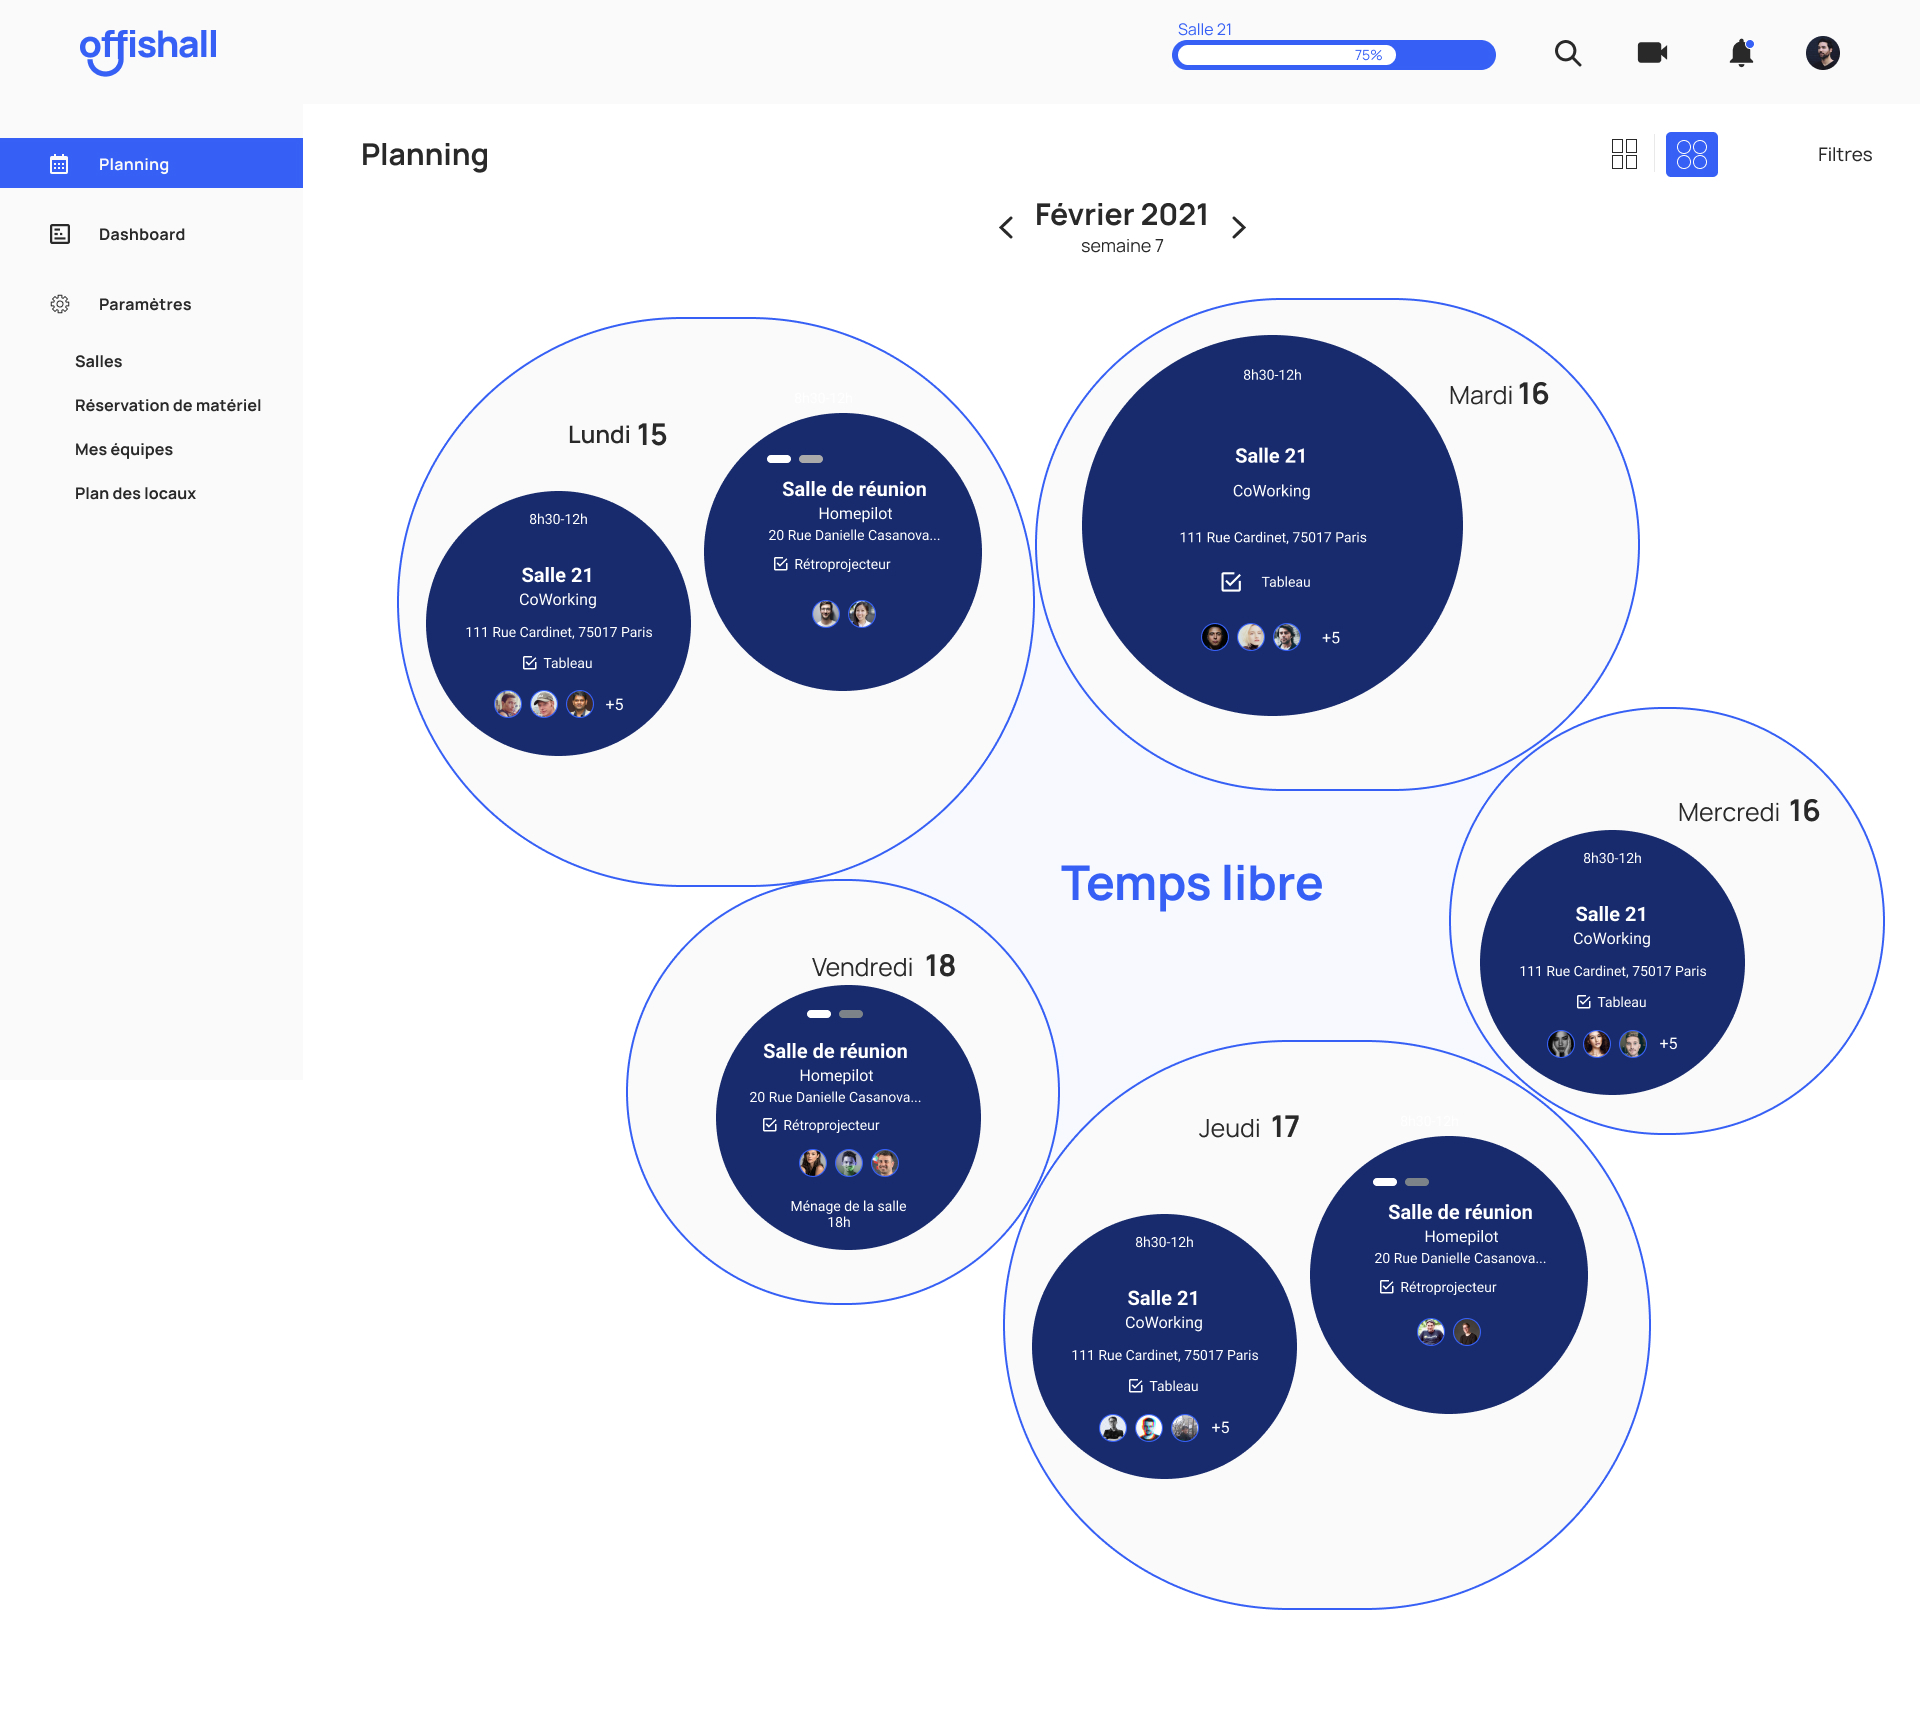 offishall
Salle 21
75%
Planning
Dashboard
Paramètres
Salles
Réservation de matériel
Mes équipes
Plan des locaux
Planning
Filtres
Février 2021
semaine 7
Lundi 15
8h30-12h
Salle 21
CoWorking
111 Rue Cardinet, 75017 Paris
Tableau
+5
8h30-12h
Salle de réunion
Homepilot
20 Rue Danielle Casanova...
Rétroprojecteur
Mardi 16
8h30-12h
Salle 21
CoWorking
111 Rue Cardinet, 75017 Paris
Tableau
+5
Mercredi 16
8h30-12h
Salle 21
CoWorking
111 Rue Cardinet, 75017 Paris
Tableau
+5
Temps libre
Vendredi 18
Salle de réunion
Homepilot
20 Rue Danielle Casanova...
Rétroprojecteur
Ménage de la salle
18h
Jeudi 17
8h30-12h
Salle 21
CoWorking
111 Rue Cardinet, 75017 Paris
Tableau
+5
8h30-12h
Salle de réunion
Homepilot
20 Rue Danielle Casanova...
Rétroprojecteur